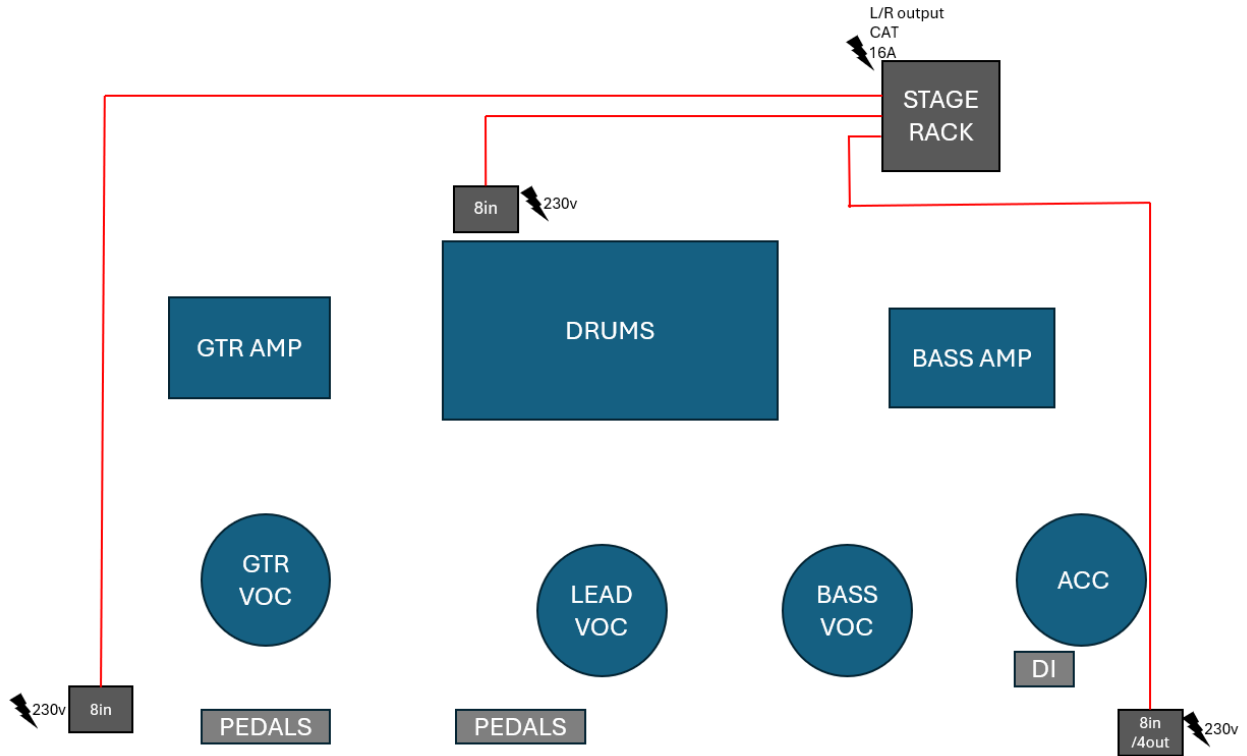 L/R output
CAT
16A
STAGE
RACK
8in
230v
GTR AMP
DRUMS
BASS AMP
GTR
VOC
LEAD
VOC
BASS
VOC
ACC
DI
230v
8in
PEDALS
PEDALS
8in
/4out
230v